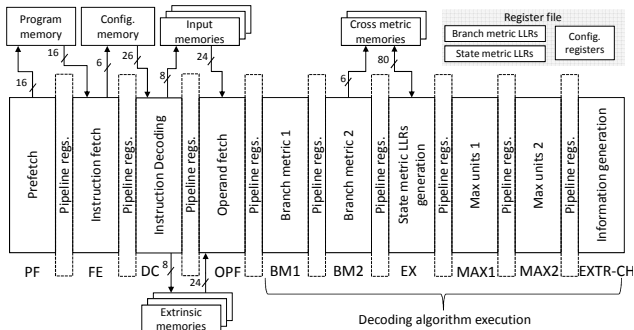 Program
memory
Config.
memory
Input
memories
Cross metric
memories
Register file
Branch metric LLRs
State metric LLRs
Config.
registers
16
16
6
26
8
24
6
80
Prefetch
Pipeline regs.
Instruction fetch
Pipeline regs.
Instruction Decoding
Pipeline regs.
Operand fetch
Pipeline regs.
Branch metric 1
Pipeline regs.
Branch metric 2
Pipeline regs.
State metric LLRs
generation
Pipeline regs.
Max units 1
Pipeline regs.
Max units 2
Pipeline regs.
Information generation
PF
FE
DC
8
24
OPF
BM1
BM2
EX
MAX1
MAX2
EXTR-CH
Extrinsic
memories
Decoding algorithm execution